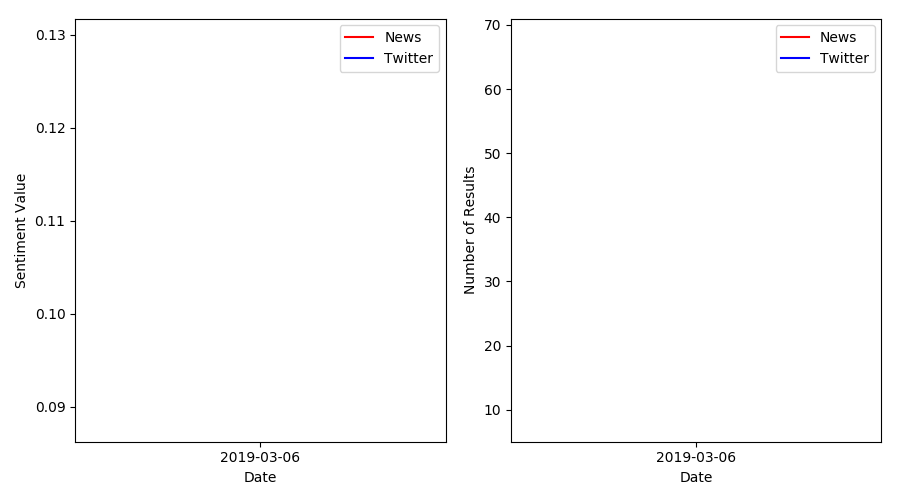 0.13
0.12
0.11
0.10
0.09
Sentiment Value
2019-03-06
Date
News
Twitter
70
60
50
40
30
20
10
Number of Results
2019-03-06
Date
News
Twitter